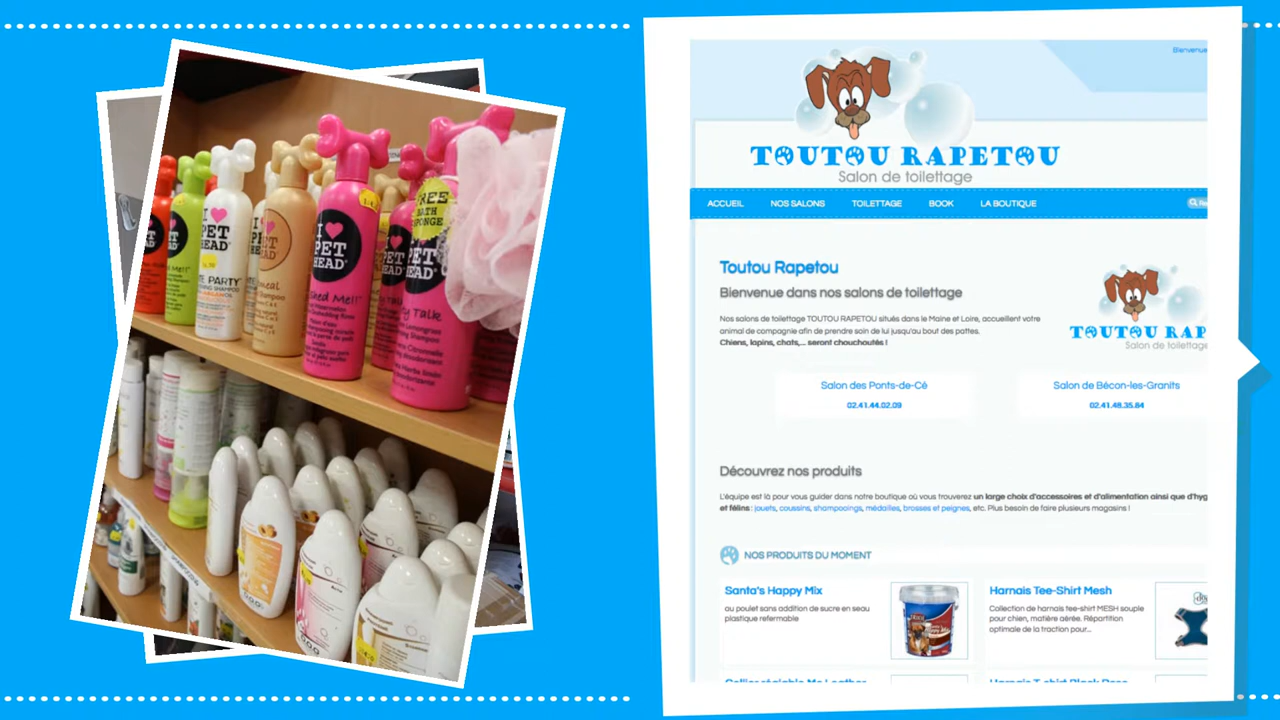 I ♥ PET HEAD
I ♥ PET HEAD
I ♥ PET HEAD
FREE BATH SPONGE
Bienvenue
TOUTOU RAPETOU
Salon de toilettage
ACCUEIL NOS SALONS TOILETTAGE BOOK LA BOUTIQUE
Toutou Rapetou
Bienvenue dans nos salons de toilettage
Nos salons de toilettage TOUTOU RAPETOU situés dans le Maine et Loire, accueillent votre
animal de compagnie afin de prendre soin de lui jusqu'au bout des pattes.
Chiens, lapins, chats,... seront chouchoutés !
TOUTOU RAP
Salon de toilettage
Salon des Ponts-de-Cé Salon de Bécon-les-Granits
02.41.44.02.09 02.41.48.35.84
Découvrez nos produits
L'équipe est là pour vous guider dans notre boutique où vous trouverez un large choix d'accessoires et d'alimentation ainsi que d'hyg
et félins : jouets, coussins, shampooings, médailles, brosses et peignes, etc. Plus besoin de faire plusieurs magasins !
NOS PRODUITS DU MOMENT
Santa's Happy Mix
ou poulet sans addition de sucre en seau
plastique refermable
Harnais Tee-Shirt Mesh
Collection de harnais tee-shirt MESH souple
pour chien, matière aérée. Répartition
optimale de la traction pour...